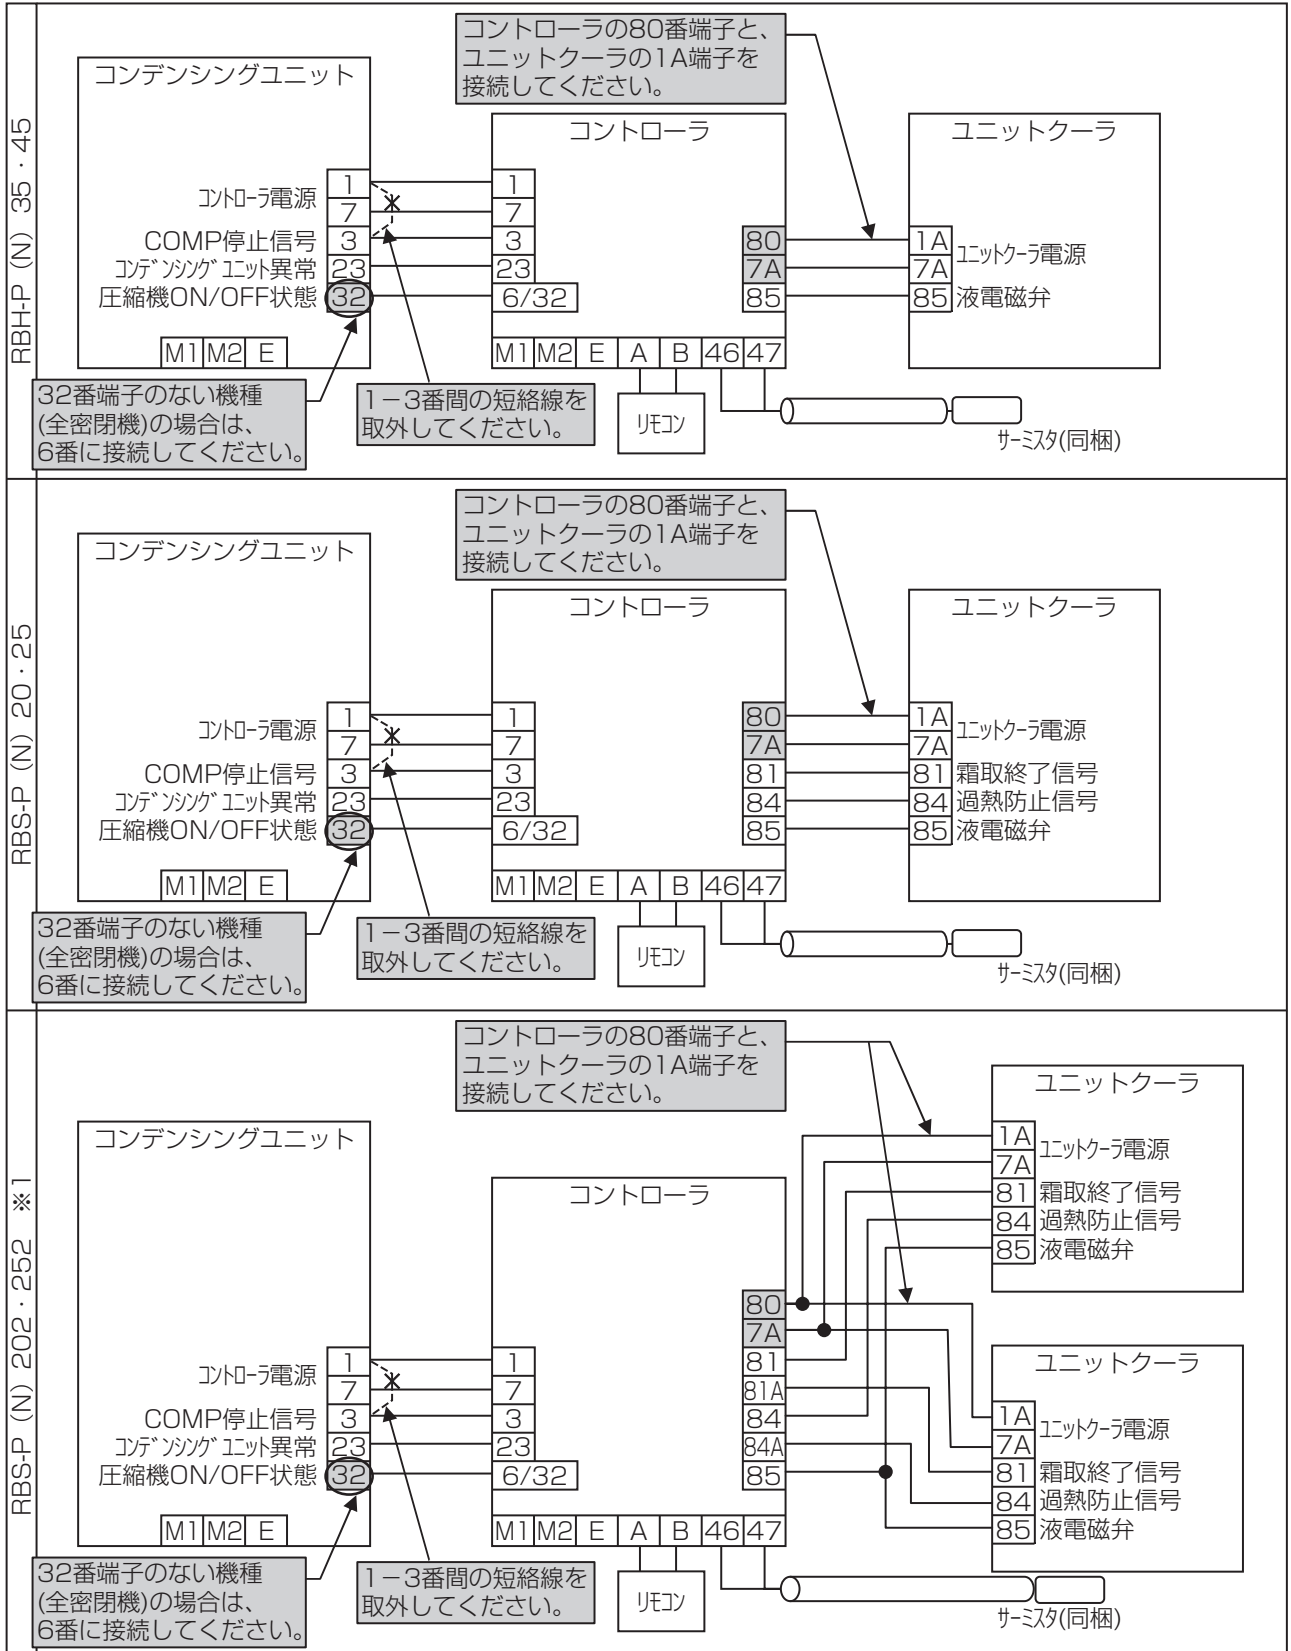 RBH-P (N) 35・45
コントローラの80番端子と、
ユニットクーラの1A端子を
接続してください。
コンデンシングユニット
コントローラ
ユニットクーラ
コントローラ電源
COMP停止信号
コンデンシングユニット異常
圧縮機ON/OFF状態
1
7
3
23
32
1
7
3
23
6/32
80
7A
85
1A
7A
85
ユニットクーラ電源
液電磁弁
M1 M2 E
M1 M2 E A B 46 47
32番端子のない機種
(全密閉機)の場合は、
6番に接続してください。
1-3番間の短絡線を
取外してください。
リモコン
サーミスタ(同梱)
RBS-P (N) 20・25
コントローラの80番端子と、
ユニットクーラの1A端子を
接続してください。
コンデンシングユニット
コントローラ
ユニットクーラ
コントローラ電源
COMP停止信号
コンデンシングユニット異常
圧縮機ON/OFF状態
1
7
3
23
32
1
7
3
23
6/32
80
7A
81
84
85
1A
7A
81
84
85
ユニットクーラ電源
霜取終了信号
過熱防止信号
液電磁弁
M1 M2 E
M1 M2 E A B 46 47
32番端子のない機種
(全密閉機)の場合は、
6番に接続してください。
1-3番間の短絡線を
取外してください。
リモコン
サーミスタ(同梱)
RBS-P (N) 202・252 ※1
コントローラの80番端子と、
ユニットクーラの1A端子を
接続してください。
コンデンシングユニット
コントローラ
ユニットクーラ
1A
7A
81
84
85
ユニットクーラ電源
霜取終了信号
過熱防止信号
液電磁弁
コントローラ電源
COMP停止信号
コンデンシングユニット異常
圧縮機ON/OFF状態
1
7
3
23
32
1
7
3
23
6/32
80
7A
81
81A
84
84A
85
ユニットクーラ
1A
7A
81
84
85
ユニットクーラ電源
霜取終了信号
過熱防止信号
液電磁弁
M1 M2 E
M1 M2 E A B 46 47
32番端子のない機種
(全密閉機)の場合は、
6番に接続してください。
1-3番間の短絡線を
取外してください。
リモコン
サーミスタ(同梱)